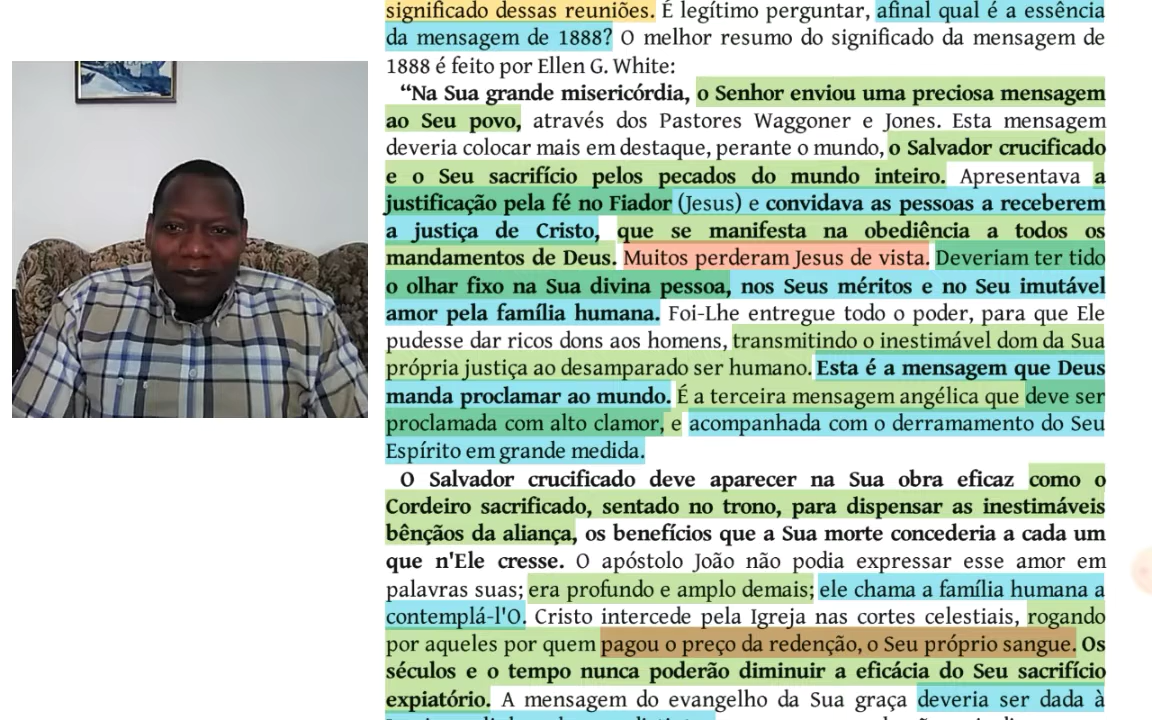 significado dessas reuniões. É legítimo perguntar, afinal qual é a essência
da mensagem de 1888? O melhor resumo do significado da mensagem de
1888 é feito por Ellen G. White:
“Na Sua grande misericórdia, o Senhor enviou uma preciosa mensagem
ao Seu povo, através dos Pastores Waggoner e Jones. Esta mensagem
deveria colocar mais em destaque, perante o mundo, o Salvador crucificado
e o Seu sacrifício pelos pecados do mundo inteiro. Apresentava a
justificação pela fé no Fiador (Jesus) e convidava as pessoas a receberem
a justiça de Cristo, que se manifesta na obediência a todos os
mandamentos de Deus. Muitos perderam Jesus de vista. Deveriam ter tido
o olhar fixo na Sua divina pessoa, nos Seus méritos e no Seu imutável
amor pela família humana. Foi-Lhe entregue todo o poder, para que Ele
pudesse dar ricos dons aos homens, transmitindo o inestimável dom da Sua
própria justiça ao desamparado ser humano. Esta é a mensagem que Deus
manda proclamar ao mundo. É a terceira mensagem angélica que deve ser
proclamada com alto clamor, e acompanhada com o derramamento do Seu
Espírito em grande medida.
O Salvador crucificado deve aparecer na Sua obra eficaz como o
Cordeiro sacrificado, sentado no trono, para dispensar as inestimáveis
bênçãos da aliança, os benefícios que a Sua morte concederia a cada um
que n'Ele cresse. O apóstolo João não podia expressar esse amor em
palavras suas; era profundo e amplo demais; ele chama a família humana a
contemplá-l'O. Cristo intercede pela Igreja nas cortes celestiais, rogando
por aqueles por quem pagou o preço da redenção, o Seu próprio sangue. Os
séculos e o tempo nunca poderão diminuir a eficácia do Seu sacrifício
expiatório. A mensagem do evangelho da Sua graça deveria ser dada à